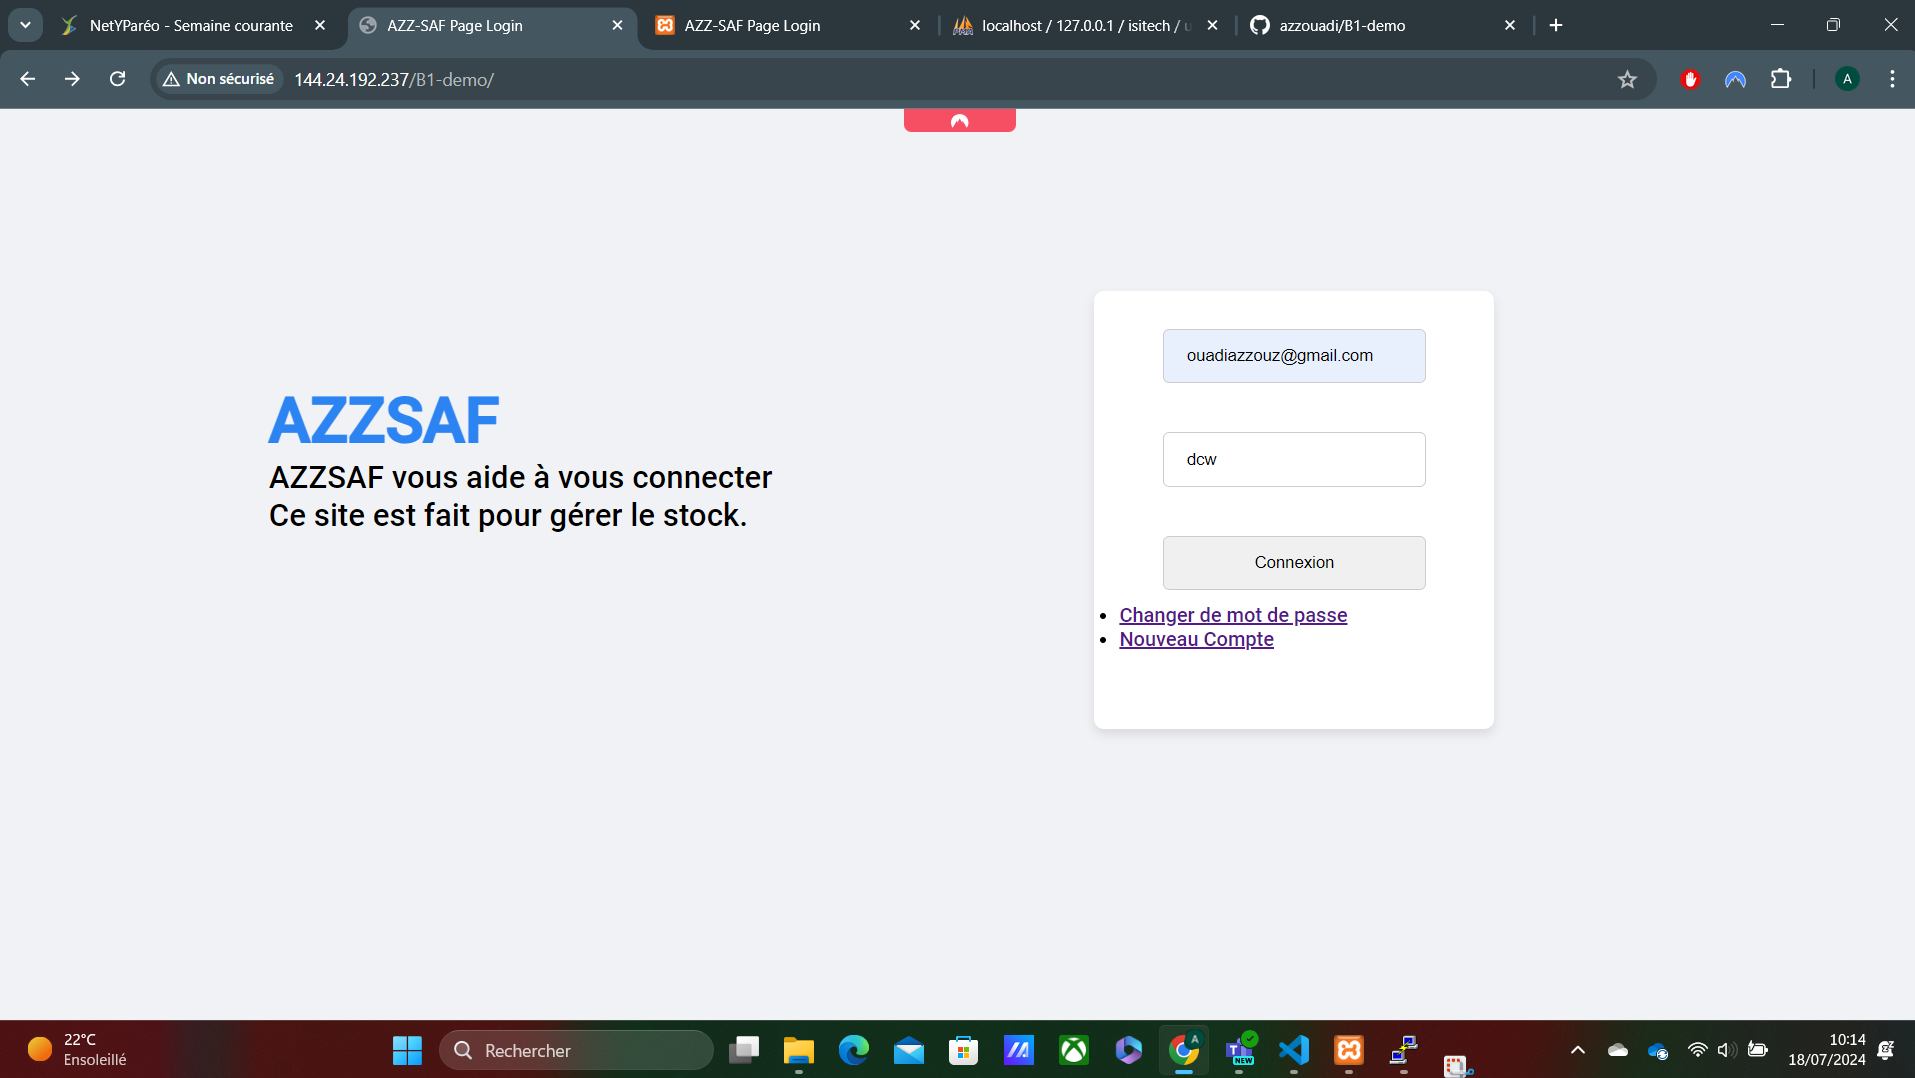 NetYParéo - Semaine courante
AZZ-SAF Page Login
AZZ-SAF Page Login
localhost / 127.0.0.1 / isitech / u
azzouadi/B1-demo
Non sécurisé
144.24.192.237/B1-demo/
A
ouadiazzouz@gmail.com
AZZSAF
dcw
AZZSAF vous aide à vous connecter
Ce site est fait pour gérer le stock.
Connexion
Changer de mot de passe
Nouveau Compte
22°C
Ensoleillé
Rechercher
A
NEW
10:14
18/07/2024